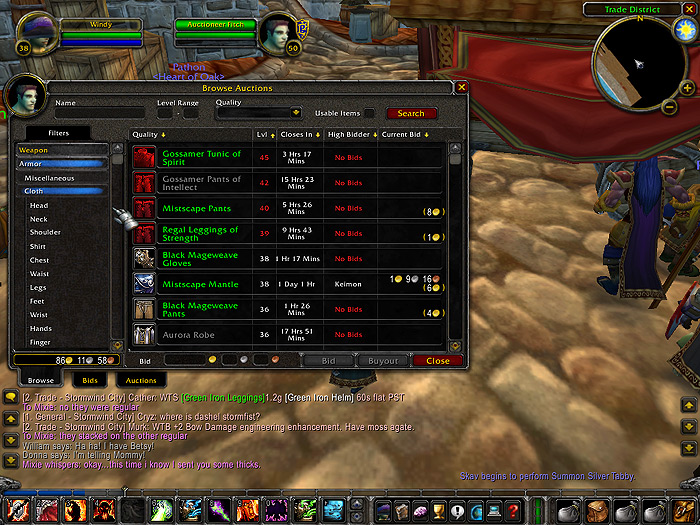 Trade District
N
Windy
38
Auctioneer Fitch
50
Pathori
<Heart of Oak>
Browse Auctions
Name
Level Range
Quality
-
Usable Items
Search
Filters
Quality Lvl Closes In High Bidder Current Bid
Weapon
Armor
Miscellaneous
Cloth
Head
Neck
Shoulder
Shirt
Chest
Waist
Legs
Feet
Wrist
Hands
Finger
Gossamer Tunic of
Spirit
45
3 Hrs 17
Mins
No Bids
Gossamer Pants of
Intellect
42
15 Hrs 23
Mins
No Bids
Mistscape Pants
40
5 Hrs 26
Mins
No Bids
(8)
Regal Leggings of
Strength
39
9 Hrs 43
Mins
No Bids
(1)
Black Mageweave
Gloves
38
1 Hr 17 Mins
No Bids
Mistscape Mantle
38
1 Day 1 Hr
Keimon
1 9 16
(6)
Black Mageweave
Pants
36
1 Hr 26
Mins
No Bids
(4)
Aurora Robe
36
17 Hrs 51
Mins
No Bids
86 11 58
Bid
Bid
Buyout
Close
Browse
Bids
Auctions
[2. Trade - Stormwind City] Cather: WTS [Green Iron Leggings]1.2g [Green Iron Helm] 60s flat PST
To Mixie: no they were regular
[1. General - Stormwind City] Cryz: where is dashel stormfist?
[2. Trade - Stormwind City] Murk: WTB +2 Bow Damage engineering enhancement. Have moss agate.
To Mixie: they stacked on the other regular
William says: Ha ha! I have Betsy!
Donna says: I'm telling Mommy!
Mixie whispers: okay...this time i know I sent you some thicks.
Skav begins to perform Summon Silver Tabby.